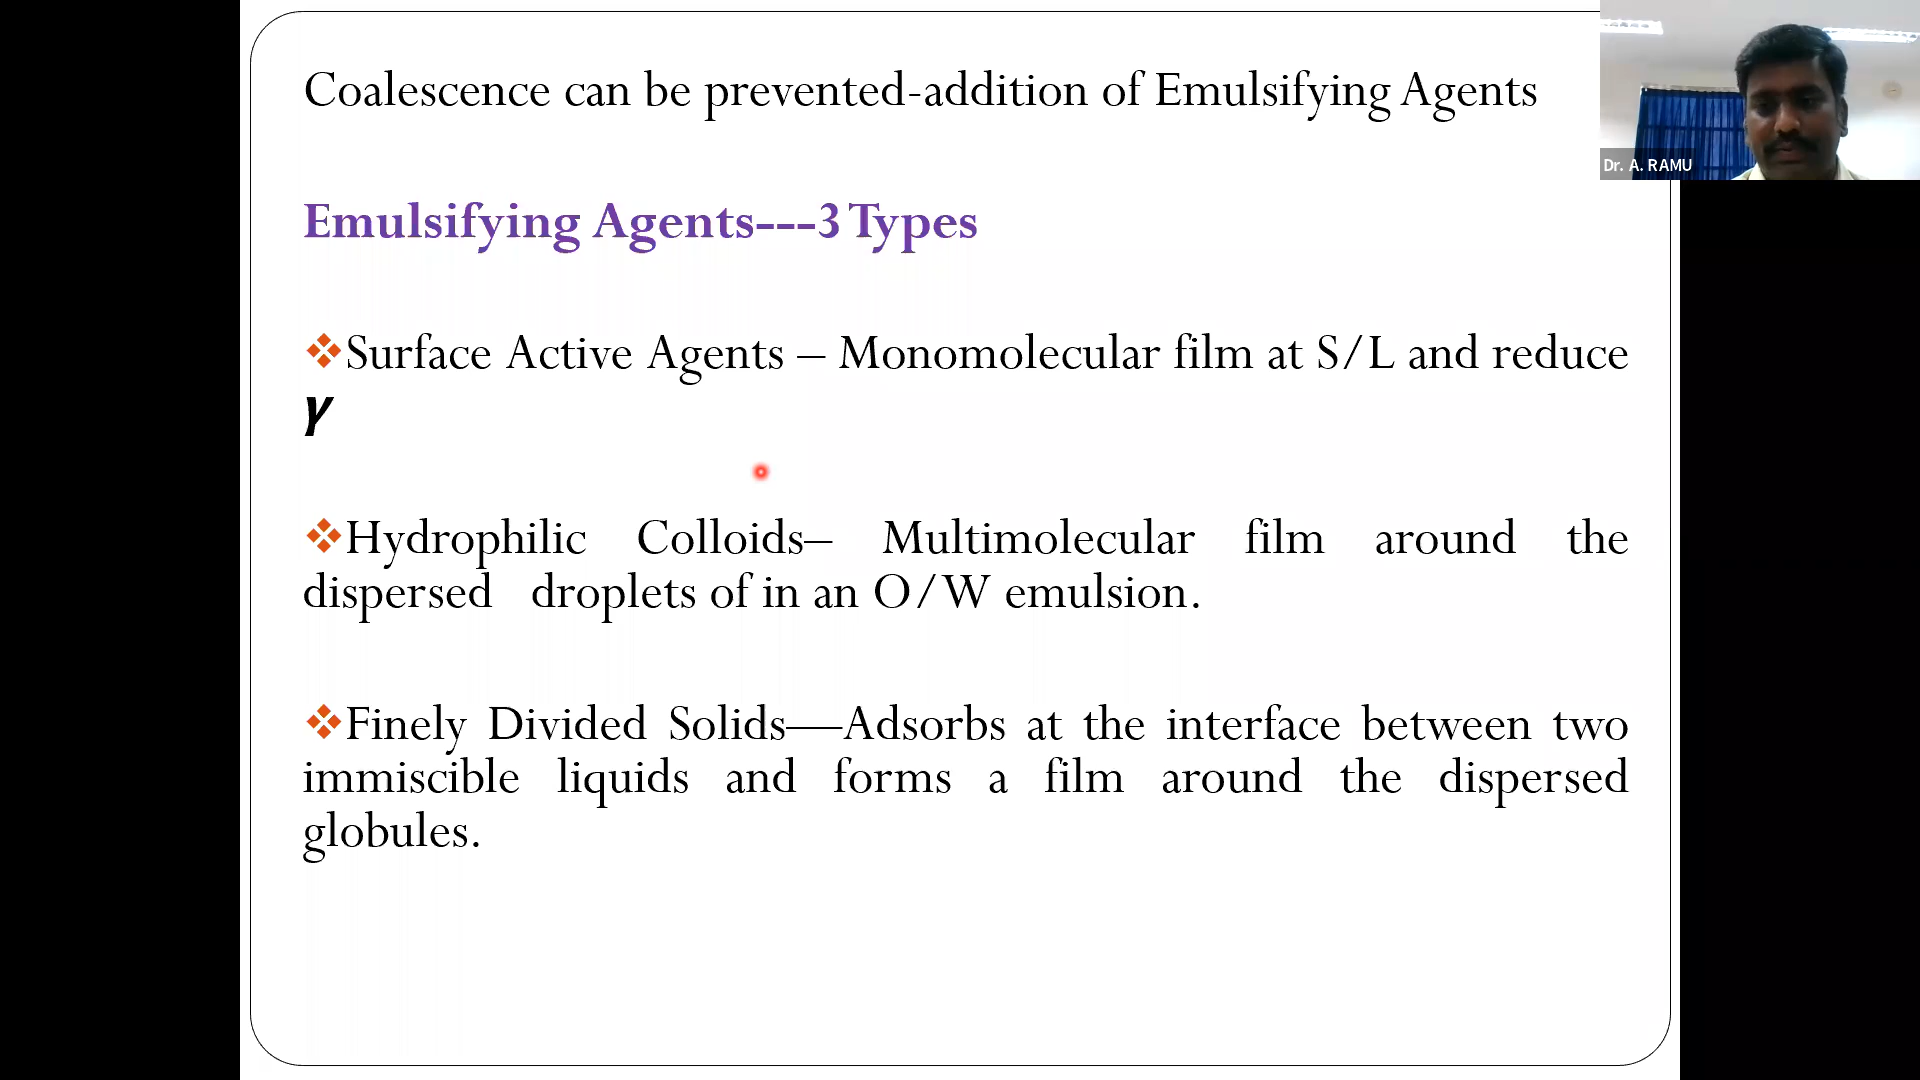 Coalescence can be prevented-addition of Emulsifying Agents
Dr. A. RAMU
Emulsifying Agents---3 Types
❖Surface Active Agents – Monomolecular film at S/L and reduce
γ
❖Hydrophilic Colloids– Multimolecular film around the
dispersed droplets of in an O/W emulsion.
❖Finely Divided Solids—–Adsorbs at the interface between two
immiscible liquids and forms a film around the dispersed
globules.